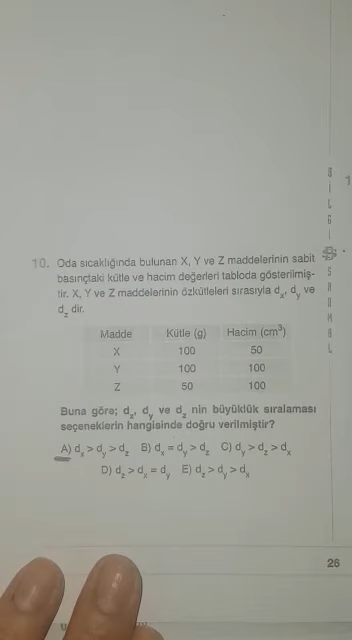 10. Oda sıcaklığında bulunan X, Y ve Z maddelerinin sabit
basınçtaki kütle ve hacim değerleri tabloda gösterilmiş-
tir. X, Y ve Z maddelerinin özkütleleri sırasıyla dx, dy ve
dz dir.
Madde Kütle (g) Hacim (cm³)
X 100 50
Y 100 100
Z 50 100
Buna göre; dx, dy ve dz nin büyüklük sıralaması
seçeneklerin hangisinde doğru verilmiştir?
A) dx > dy > dz B) dx = dy > dz C) dy > dz > dx
D) dz > dx = dy E) dz > dy > dx
26
1